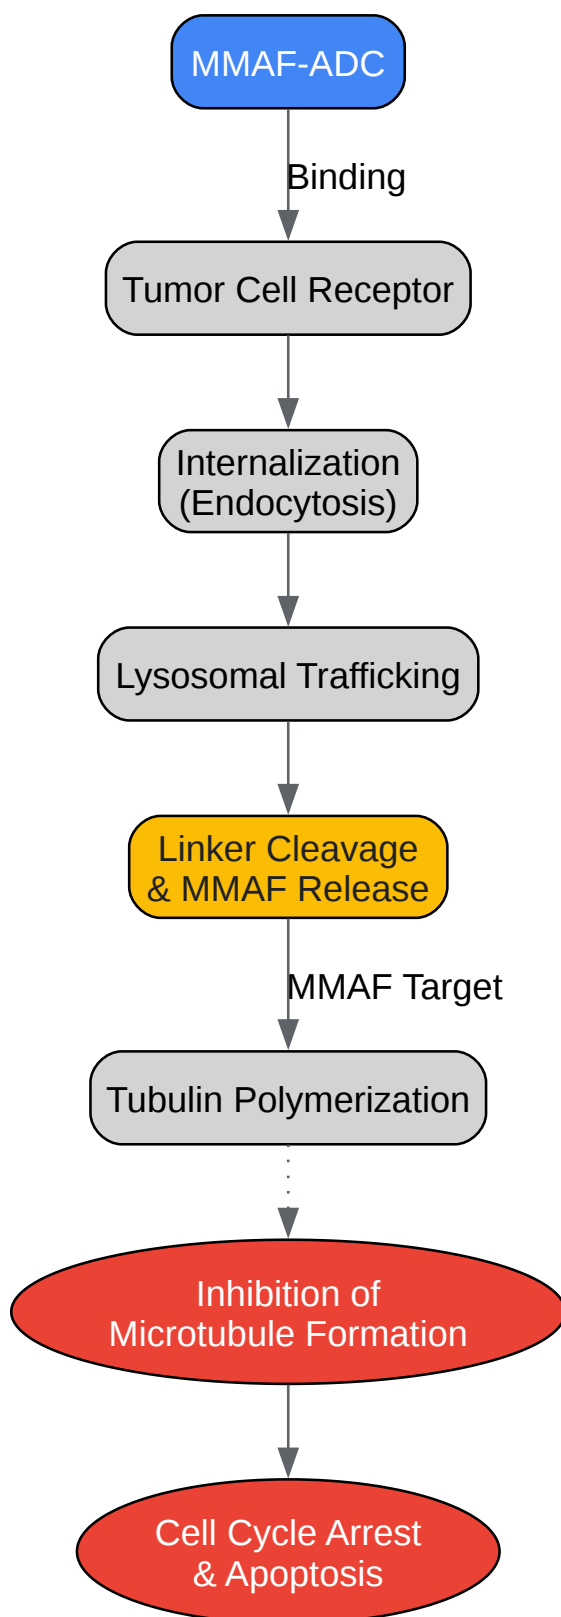 MMAF-ADC
Binding
Tumor Cell Receptor
Internalization
(Endocytosis)
Lysosomal Trafficking
Linker Cleavage
& MMAF Release
MMAF Target
Tubulin Polymerization
Inhibition of
Microtubule Formation
Cell Cycle Arrest
& Apoptosis